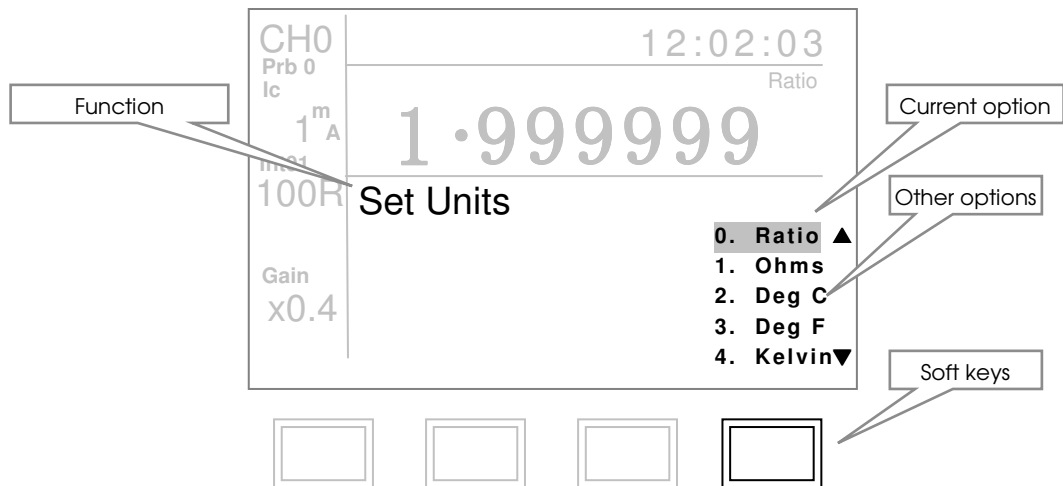 CH0
12:02:03
Prb 0
Ic
Ratio
Function
Current option
1 mA
1·999999
Int01
100R
Set Units
Other options
0. Ratio ▲
1. Ohms
2. Deg C
Gain
x0.4
3. Deg F
4. Kelvin▼
Soft keys